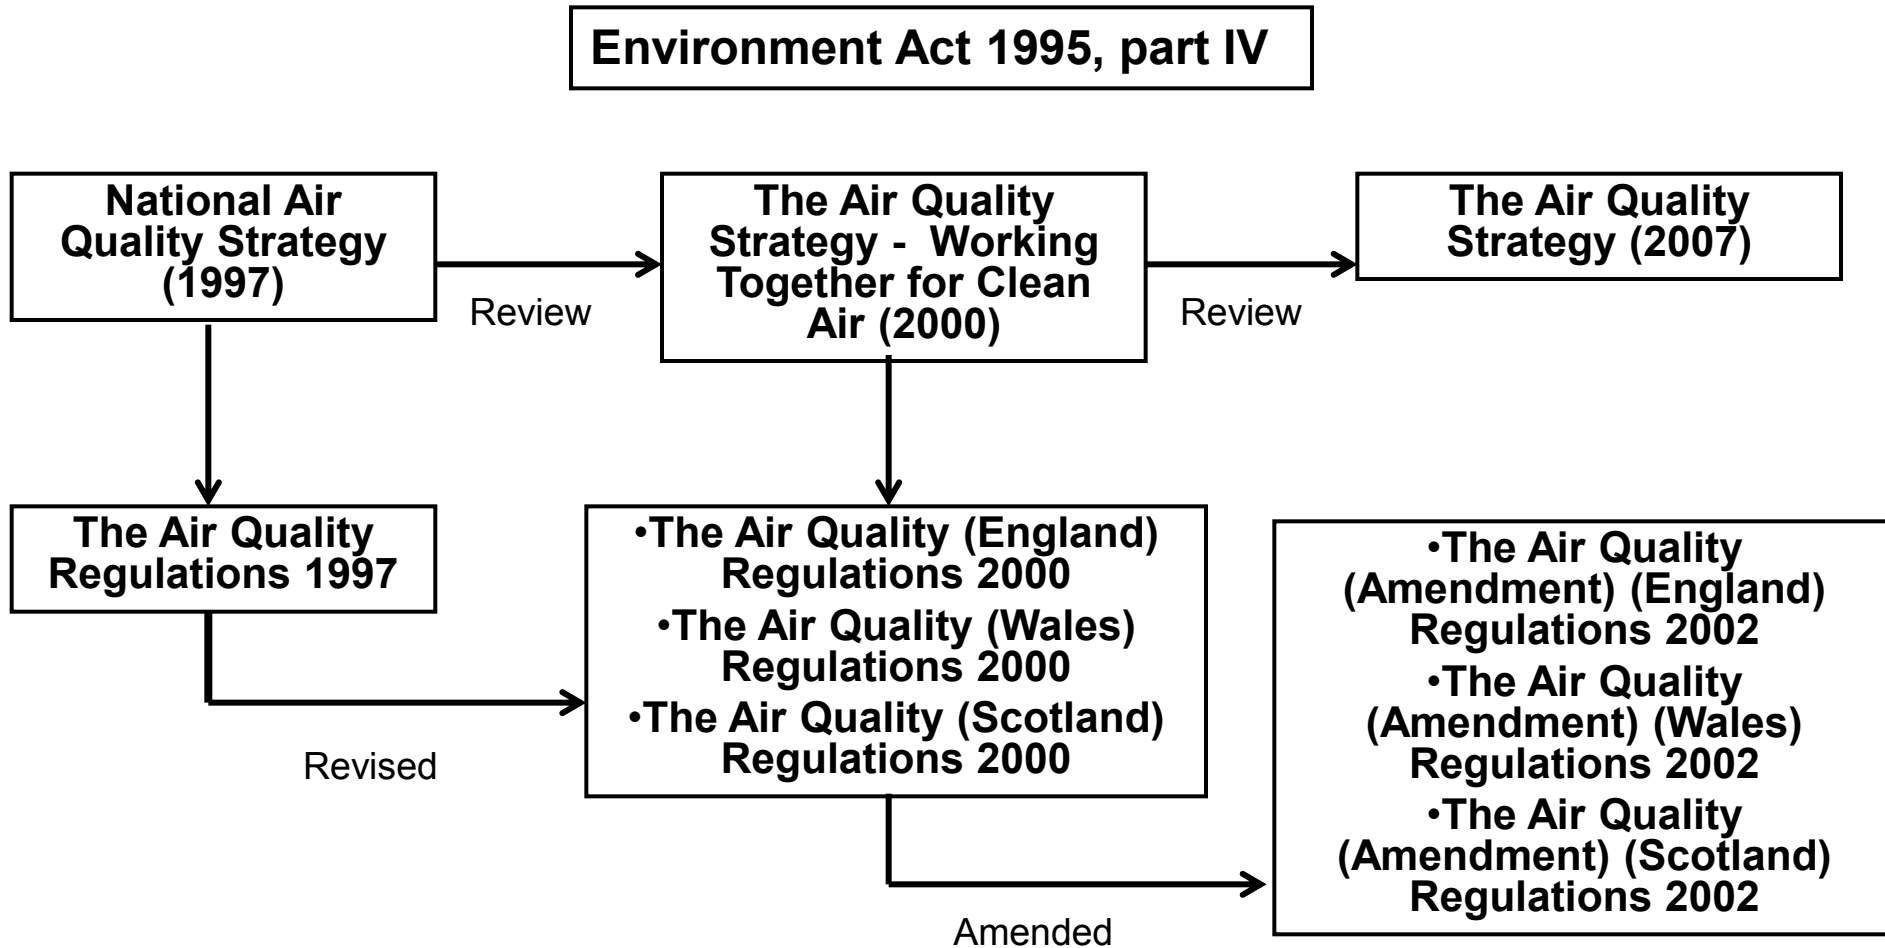 Environment Act 1995, part IV
National Air
Quality Strategy
(1997)
Review
The Air Quality
Strategy - Working
Together for Clean
Air (2000)
Review
The Air Quality
Strategy (2007)
The Air Quality
Regulations 1997
Revised
•The Air Quality (England)
Regulations 2000
•The Air Quality (Wales)
Regulations 2000
•The Air Quality (Scotland)
Regulations 2000
Amended
•The Air Quality
(Amendment) (England)
Regulations 2002
•The Air Quality
(Amendment) (Wales)
Regulations 2002
•The Air Quality
(Amendment) (Scotland)
Regulations 2002